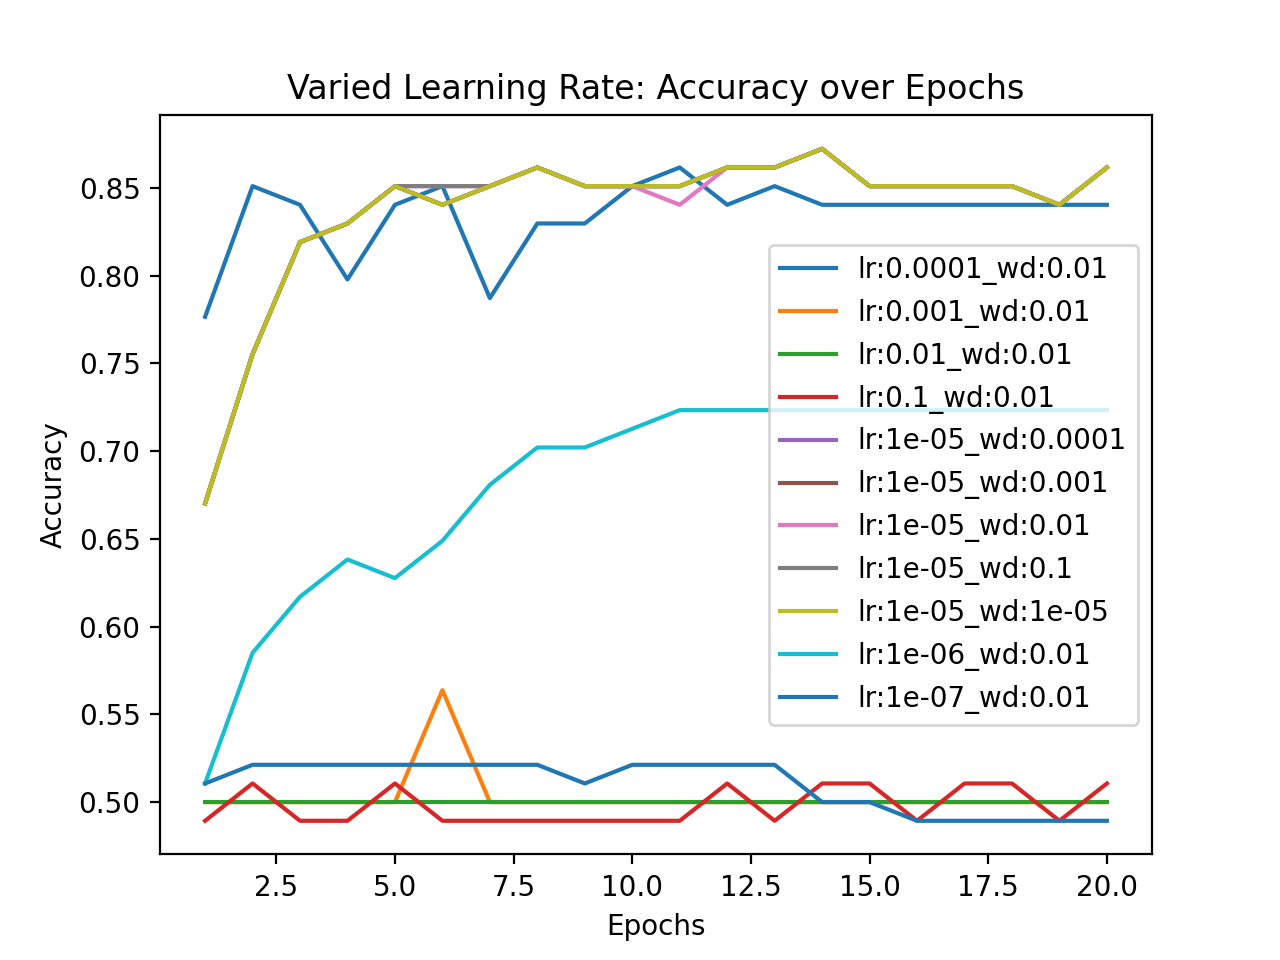 Varied Learning Rate: Accuracy over Epochs
Accuracy
0.85
0.80
0.75
0.70
0.65
0.60
0.55
0.50
lr:0.0001_wd:0.01
lr:0.001_wd:0.01
lr:0.01_wd:0.01
lr:0.1_wd:0.01
lr:1e-05_wd:0.0001
lr:1e-05_wd:0.001
lr:1e-05_wd:0.01
lr:1e-05_wd:0.1
lr:1e-05_wd:1e-05
lr:1e-06_wd:0.01
lr:1e-07_wd:0.01
2.5 5.0 7.5 10.0 12.5 15.0 17.5 20.0
Epochs